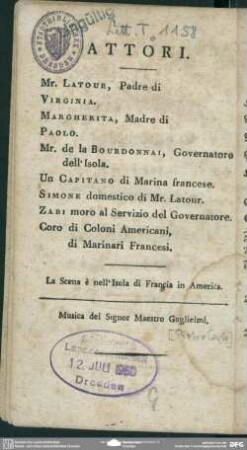 Litt. T. 1158
ATTORI.
Mr. LATOUR, Padre di
VIRGINIA.
MARGHERITA, Madre di
PAOLO.
Mr. de la BOURDONNAI, Governatore
dell'Isola.
Un CAPITANO di Marina francese.
SIMONE domestico di Mr. Latour.
ZABI moro al Servizio del Governatore.
Coro di Coloni Americani,
di Marinari Francesi.
La Scena è nell'Isola di Francia in America.
Musica del Signor Maestro Guglielmi.
12. JULI 1960
Dresden